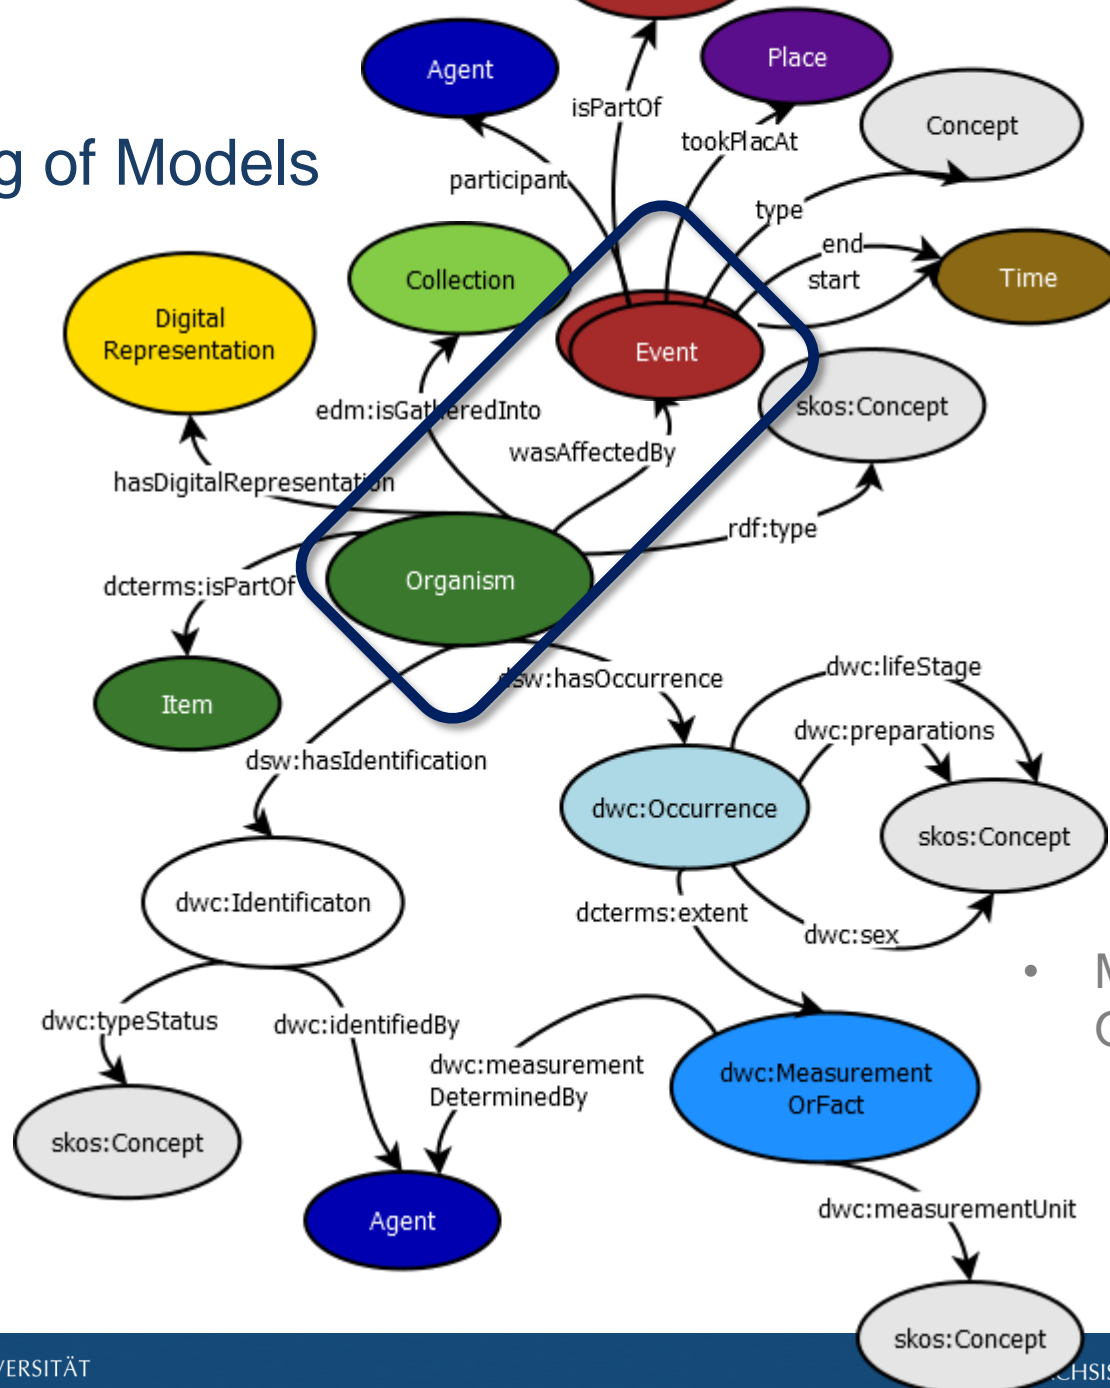 Agent
Place
isPartOf
Concept
tookPlacAt
g of Models
participant
type
end
Collection
start
Time
Digital
Representation
Event
edm:isGatheredInto
skos:Concept
wasAffectedBy
hasDigitalRepresentation
rdf:type
Organism
dcterms:isPartOf
dwc:lifeStage
dsw:hasOccurrence
Item
dwc:preparations
dsw:hasIdentification
dwc:Occurrence
skos:Concept
dwc:Identificaton
dcterms:extent
dwc:sex
•
dwc:typeStatus
dwc:identifiedBy
dwc:measurement
DeterminedBy
dwc:Measurement
OrFact
skos:Concept
Agent
dwc:measurementUnit
skos:Concept
VERSITÄT
CHSIS